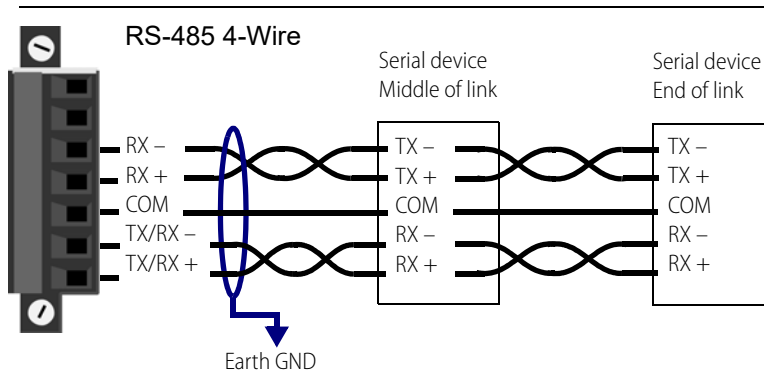 RS-485 4-Wire
Serial device
Middle of link
Serial device
End of link
RX –
RX +
COM
TX/RX –
TX/RX +
TX –
TX +
COM
RX –
RX +
TX –
TX +
COM
RX –
RX +
Earth GND